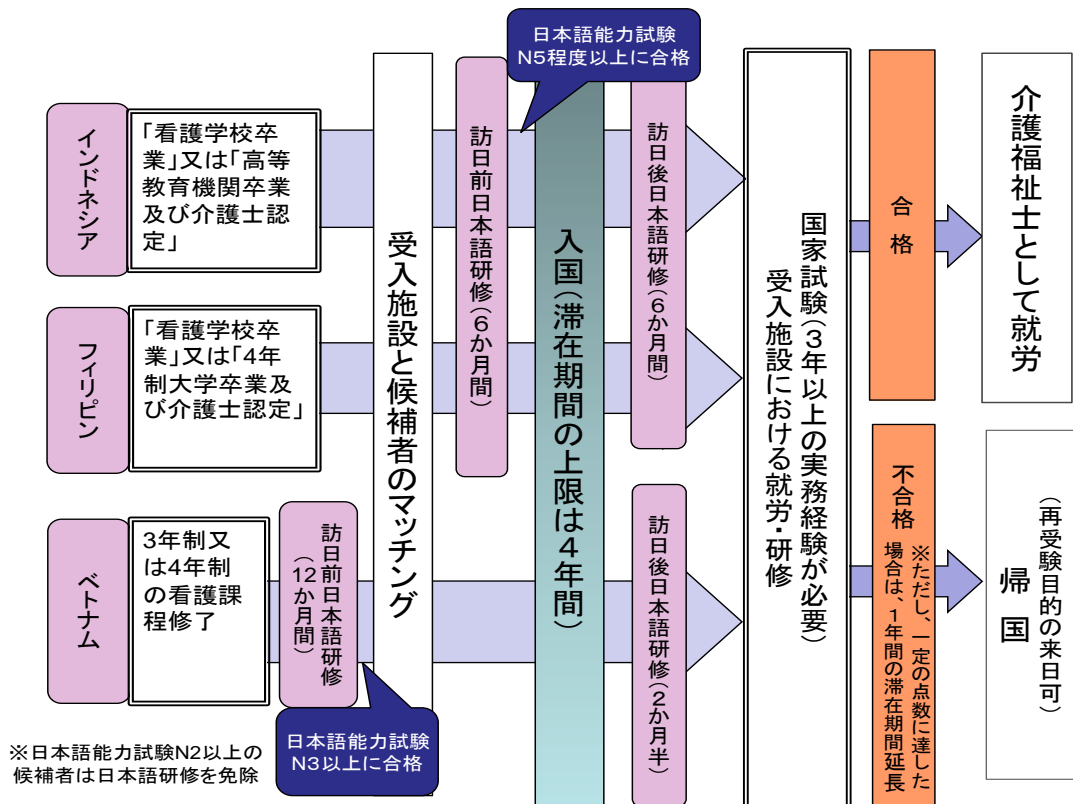 日本語能力試験
N5程度以上に合格
インドネシア
「看護学校卒
業」又は「高等
教育機関卒業
及び介護士認
定」
フィリピン
「看護学校卒
業」又は「4年
制大学卒業及
び介護士認定」
ベトナム
3年制又
は4年制
の看護課
程修了
訪日前日本語研修
(12か月間)
日本語能力試験
N3以上に合格
※日本語能力試験N2以上の
候補者は日本語研修を免除
受入施設と候補者のマッチング
訪日前日本語研修(6か月間)
入国(滞在期間の上限は4年間)
訪日後日本語研修(6か月間)
訪日後日本語研修(2か月半)
国家試験(3年以上の実務経験が必要)
受入施設における就労・研修
合格
介護福祉士として就労
不合格
※ただし、一定の点数に達した
場合は、1年間の滞在期間延長
(再受験目的の来日可)
帰国